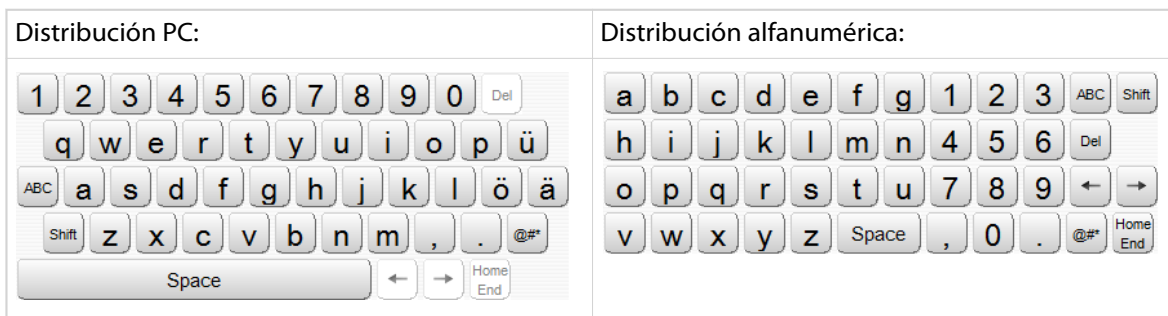 Distribución PC:
1 2 3 4 5 6 7 8 9 0 Del
q w e r t y u i o p ü
ABC a s d f g h j k l ö ä
Shift z x c v b n m , . @#*
Space ← → Home End
Distribución alfanumérica:
a b c d e f g 1 2 3 ABC Shift
h i j k l m n 4 5 6 Del
o p q r s t u 7 8 9 ← →
v w x y z Space , 0 . @#* Home End